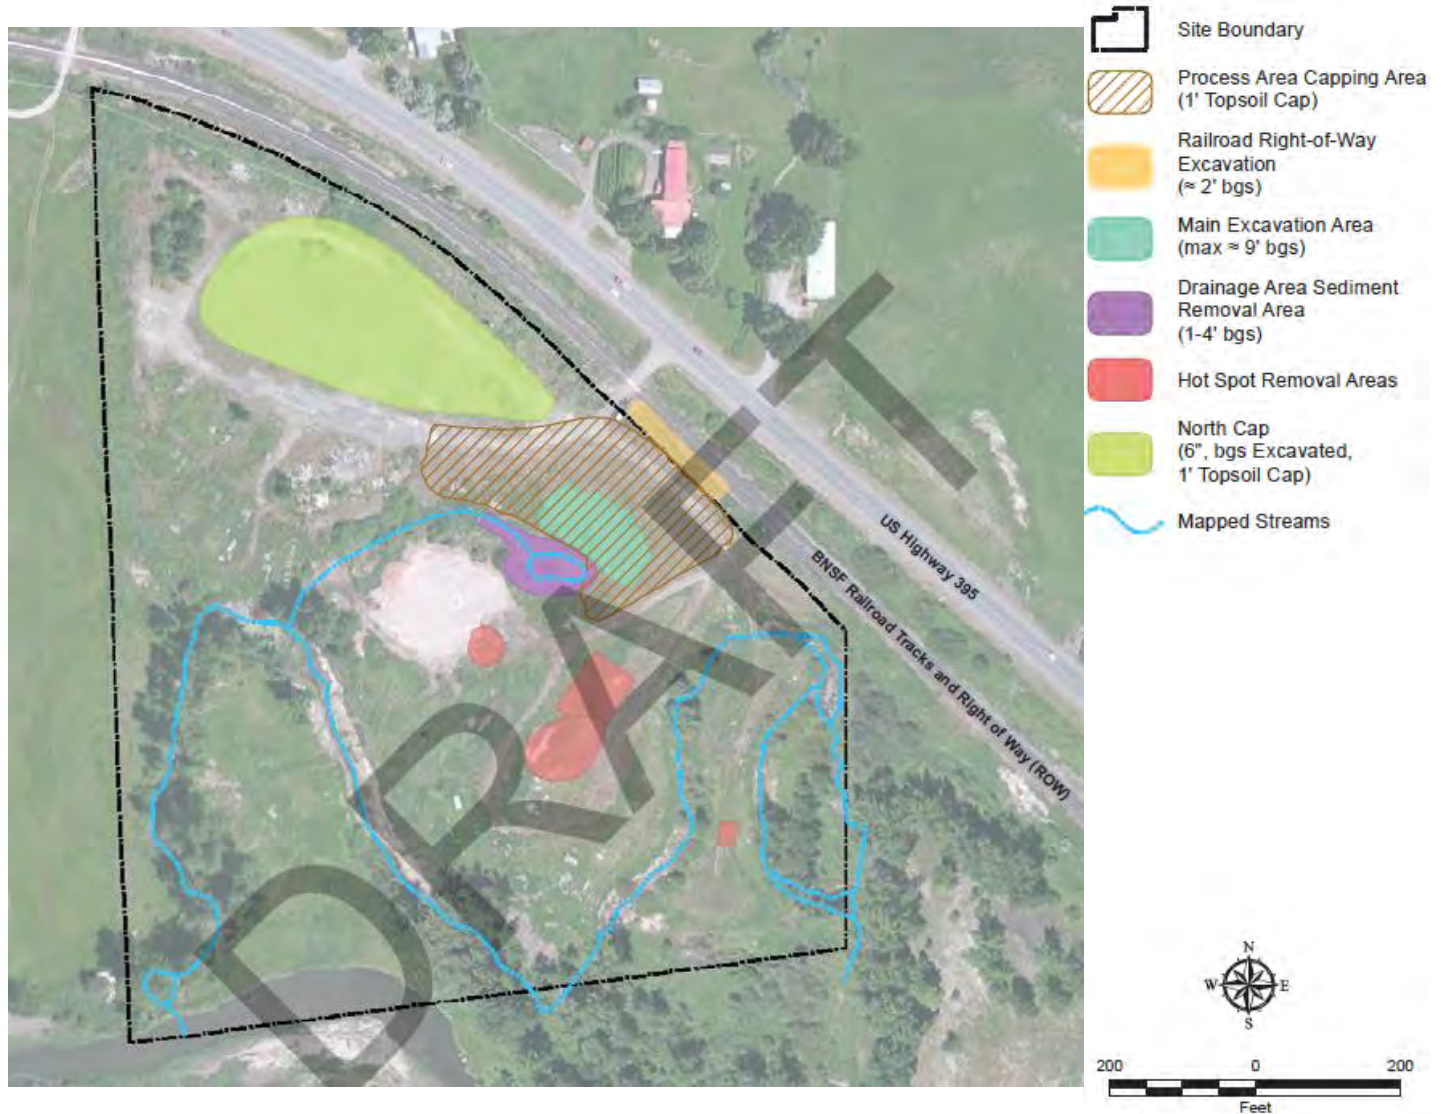 Site Boundary
Process Area Capping Area
(1' Topsoil Cap)
Railroad Right-of-Way
Excavation
(≈ 2' bgs)
Main Excavation Area
(max ≈ 9' bgs)
Drainage Area Sediment
Removal Area
(1-4' bgs)
Hot Spot Removal Areas
North Cap
(6", bgs Excavated,
1' Topsoil Cap)
Mapped Streams
US Highway 395
BNSF Railroad Tracks and Right of Way (ROW)
DRAFT
N
W E
S
200 0 200
Feet